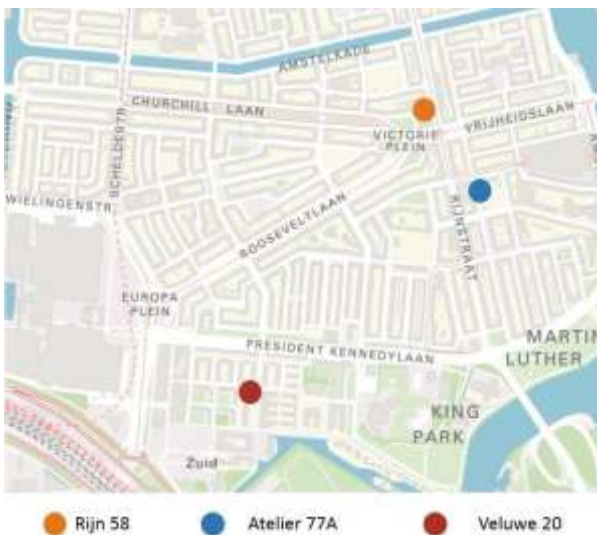 AMSTELKADE
CHURCHILL LAAN
VRIJHEIDSLAAN
VICTORIE
PLEIN
SCHELDESTR
WIELINGENSTR
ROOSEVELTLAAN
RIJNSTRAAT
EUROPA
PLEIN
PRESIDENT KENNEDYLAAN
MARTIN
LUTHER
KING
PARK
Zuid
Rijn 58
Atelier 77A
Veluwe 20